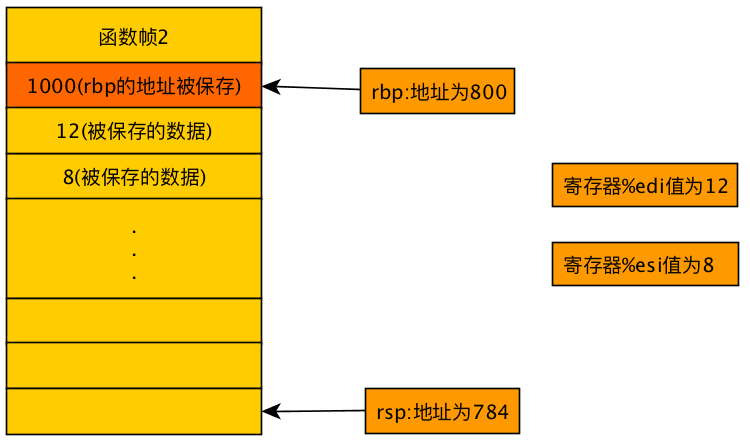 函数帧2
1000(rbp的地址被保存)
rbp:地址为800
12(被保存的数据)
8(被保存的数据)
寄存器%edi值为12
.
.
.
寄存器%esi值为8
rsp:地址为784